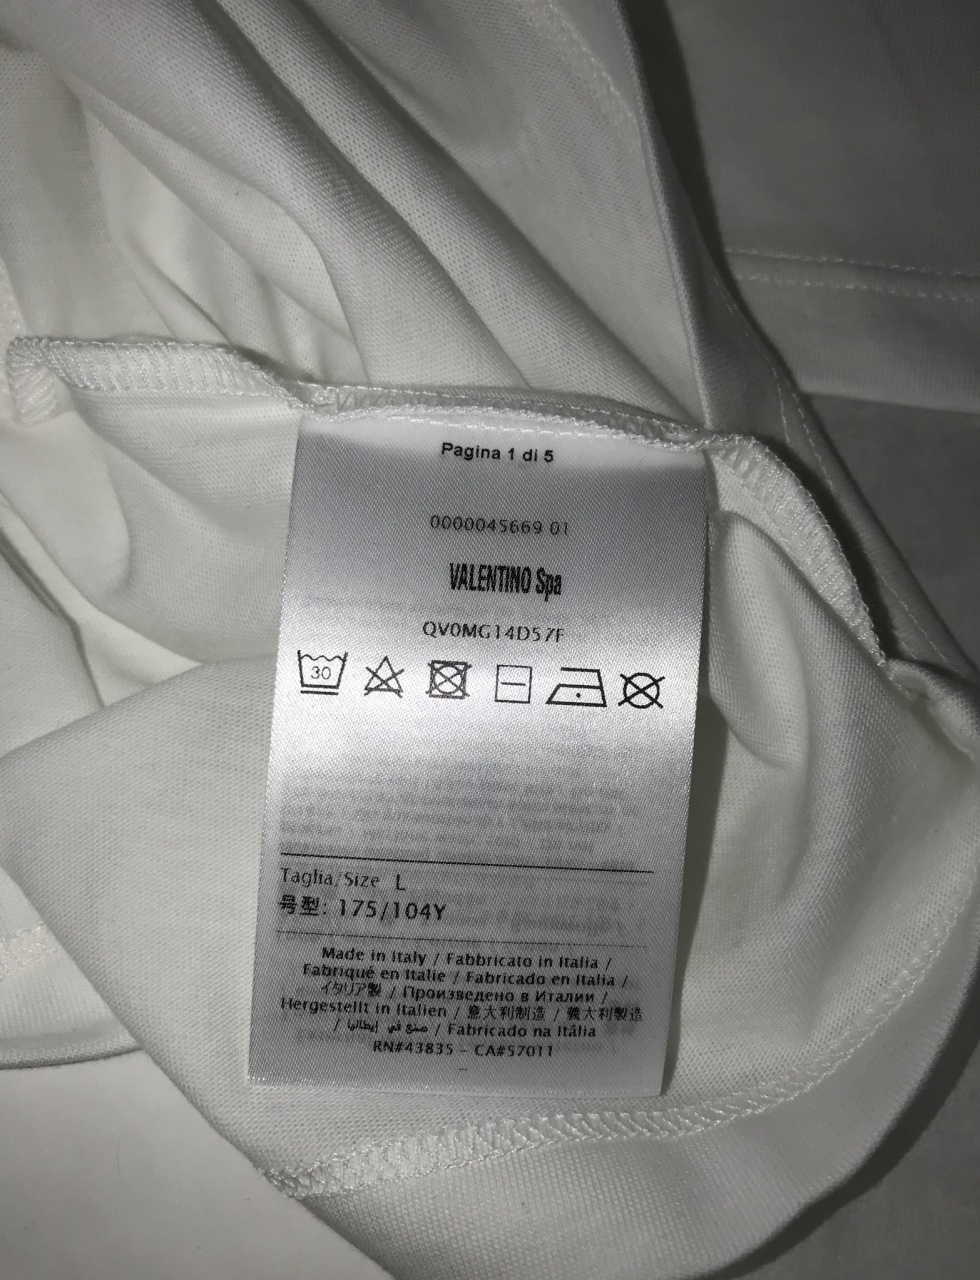 Pagina 1 di 5
0000045669 01
VALENTINO Spa
QV0MG14D57F
30
Taglia/Size L
号型: 175/104Y
Made in Italy / Fabbricato in Italia /
Fabriqué en Italie / Fabricado en Italia /
イタリア製 / Произведено в Италии /
Hergestellt in Italien / 意大利制造 / 義大利製造
/ صنع في إيطاليا / Fabricado na Itália
RN#43835 - CA#57011